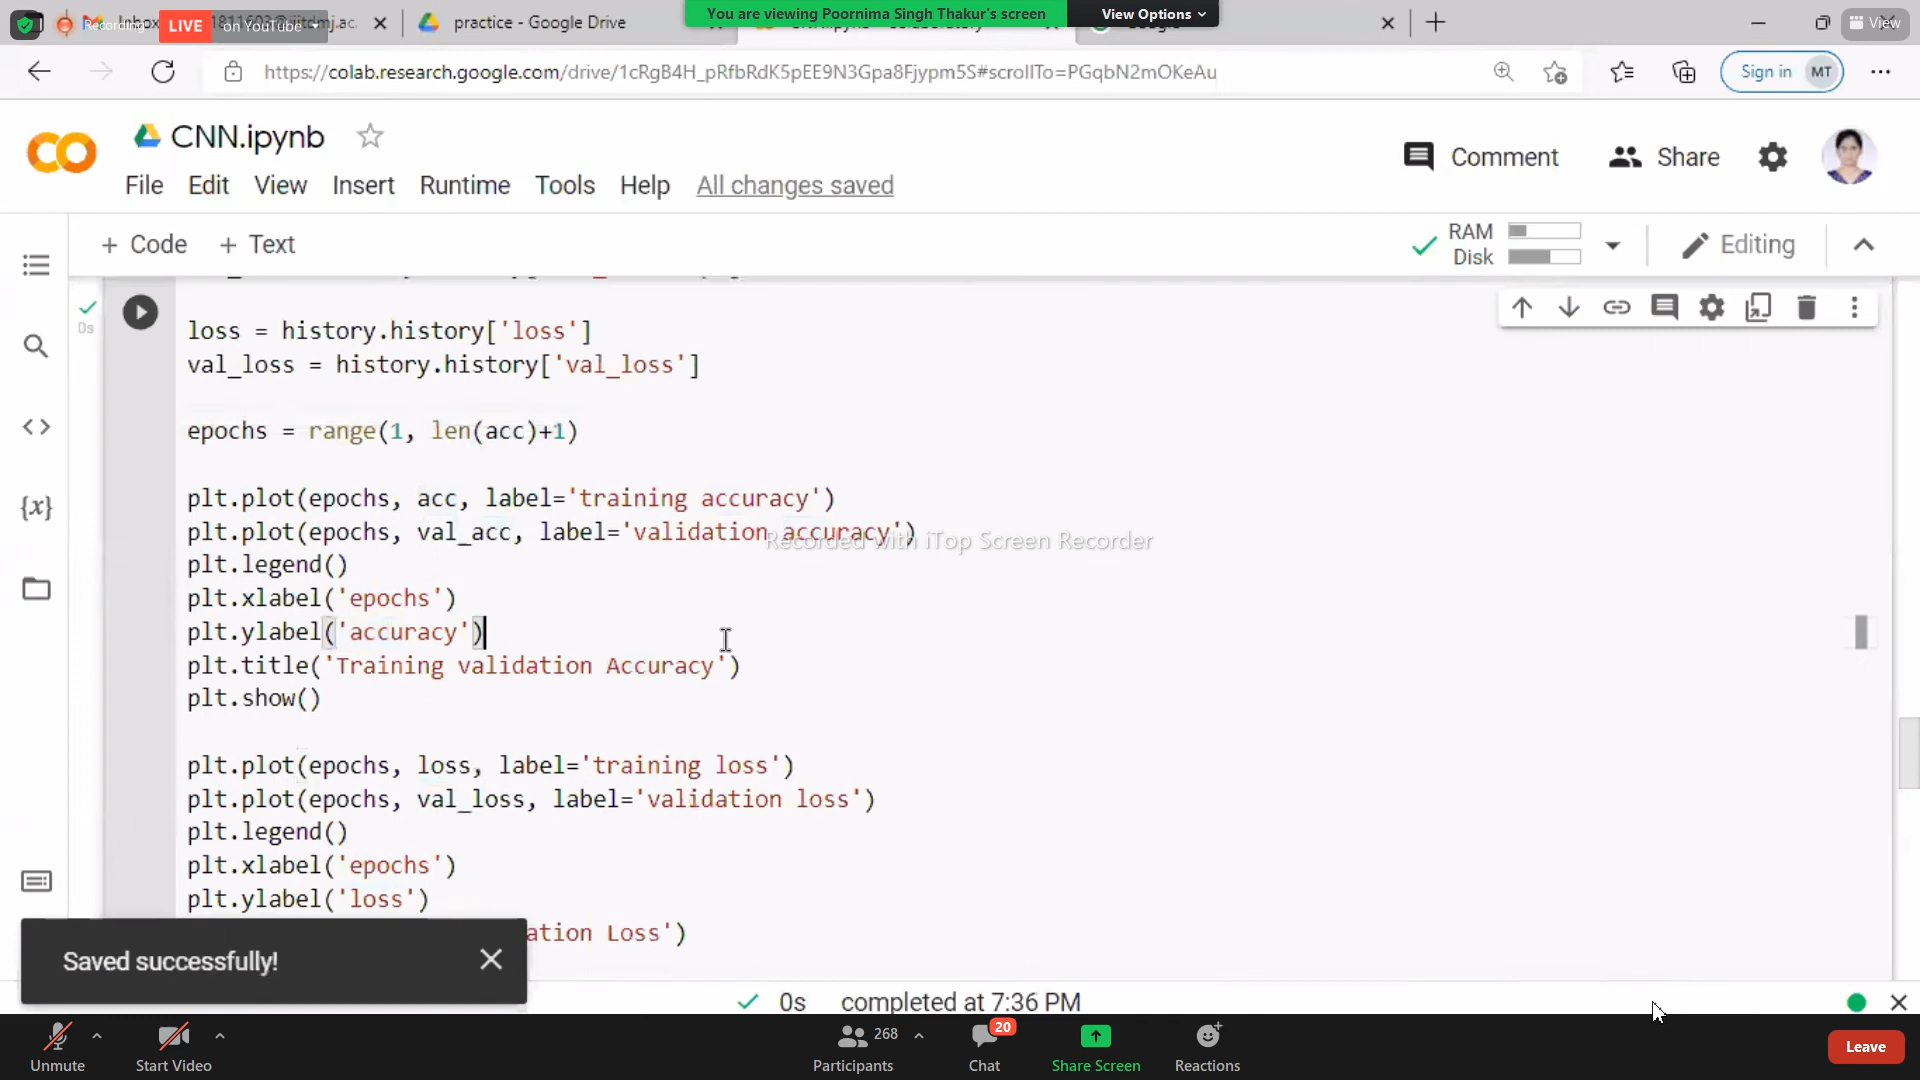 Recording
LIVE
on YouTube
practice - Google Drive
You are viewing Poornima Singh Thakur's screen
View Options
View
https://colab.research.google.com/drive/1cRgB4H_pRfbRdK5pEE9N3Gpa8Fjypm5S#scrollTo=PGqbN2mOKeAu
Sign in
MT
CNN.ipynb
Comment
Share
File
Edit
View
Insert
Runtime
Tools
Help
All changes saved
+ Code
+ Text
RAM
Disk
Editing
0s
loss = history.history['loss']
val_loss = history.history['val_loss']
epochs = range(1, len(acc)+1)
plt.plot(epochs, acc, label='training accuracy')
plt.plot(epochs, val_acc, label='validation accuracy')
Recorded with iTop Screen Recorder
plt.legend()
plt.xlabel('epochs')
plt.ylabel('accuracy')
plt.title('Training validation Accuracy')
plt.show()
plt.plot(epochs, loss, label='training loss')
plt.plot(epochs, val_loss, label='validation loss')
plt.legend()
plt.xlabel('epochs')
plt.ylabel('loss')
ation Loss')
Saved successfully!
0s completed at 7:36 PM
Unmute
Start Video
268
Participants
20
Chat
Share Screen
Reactions
Leave